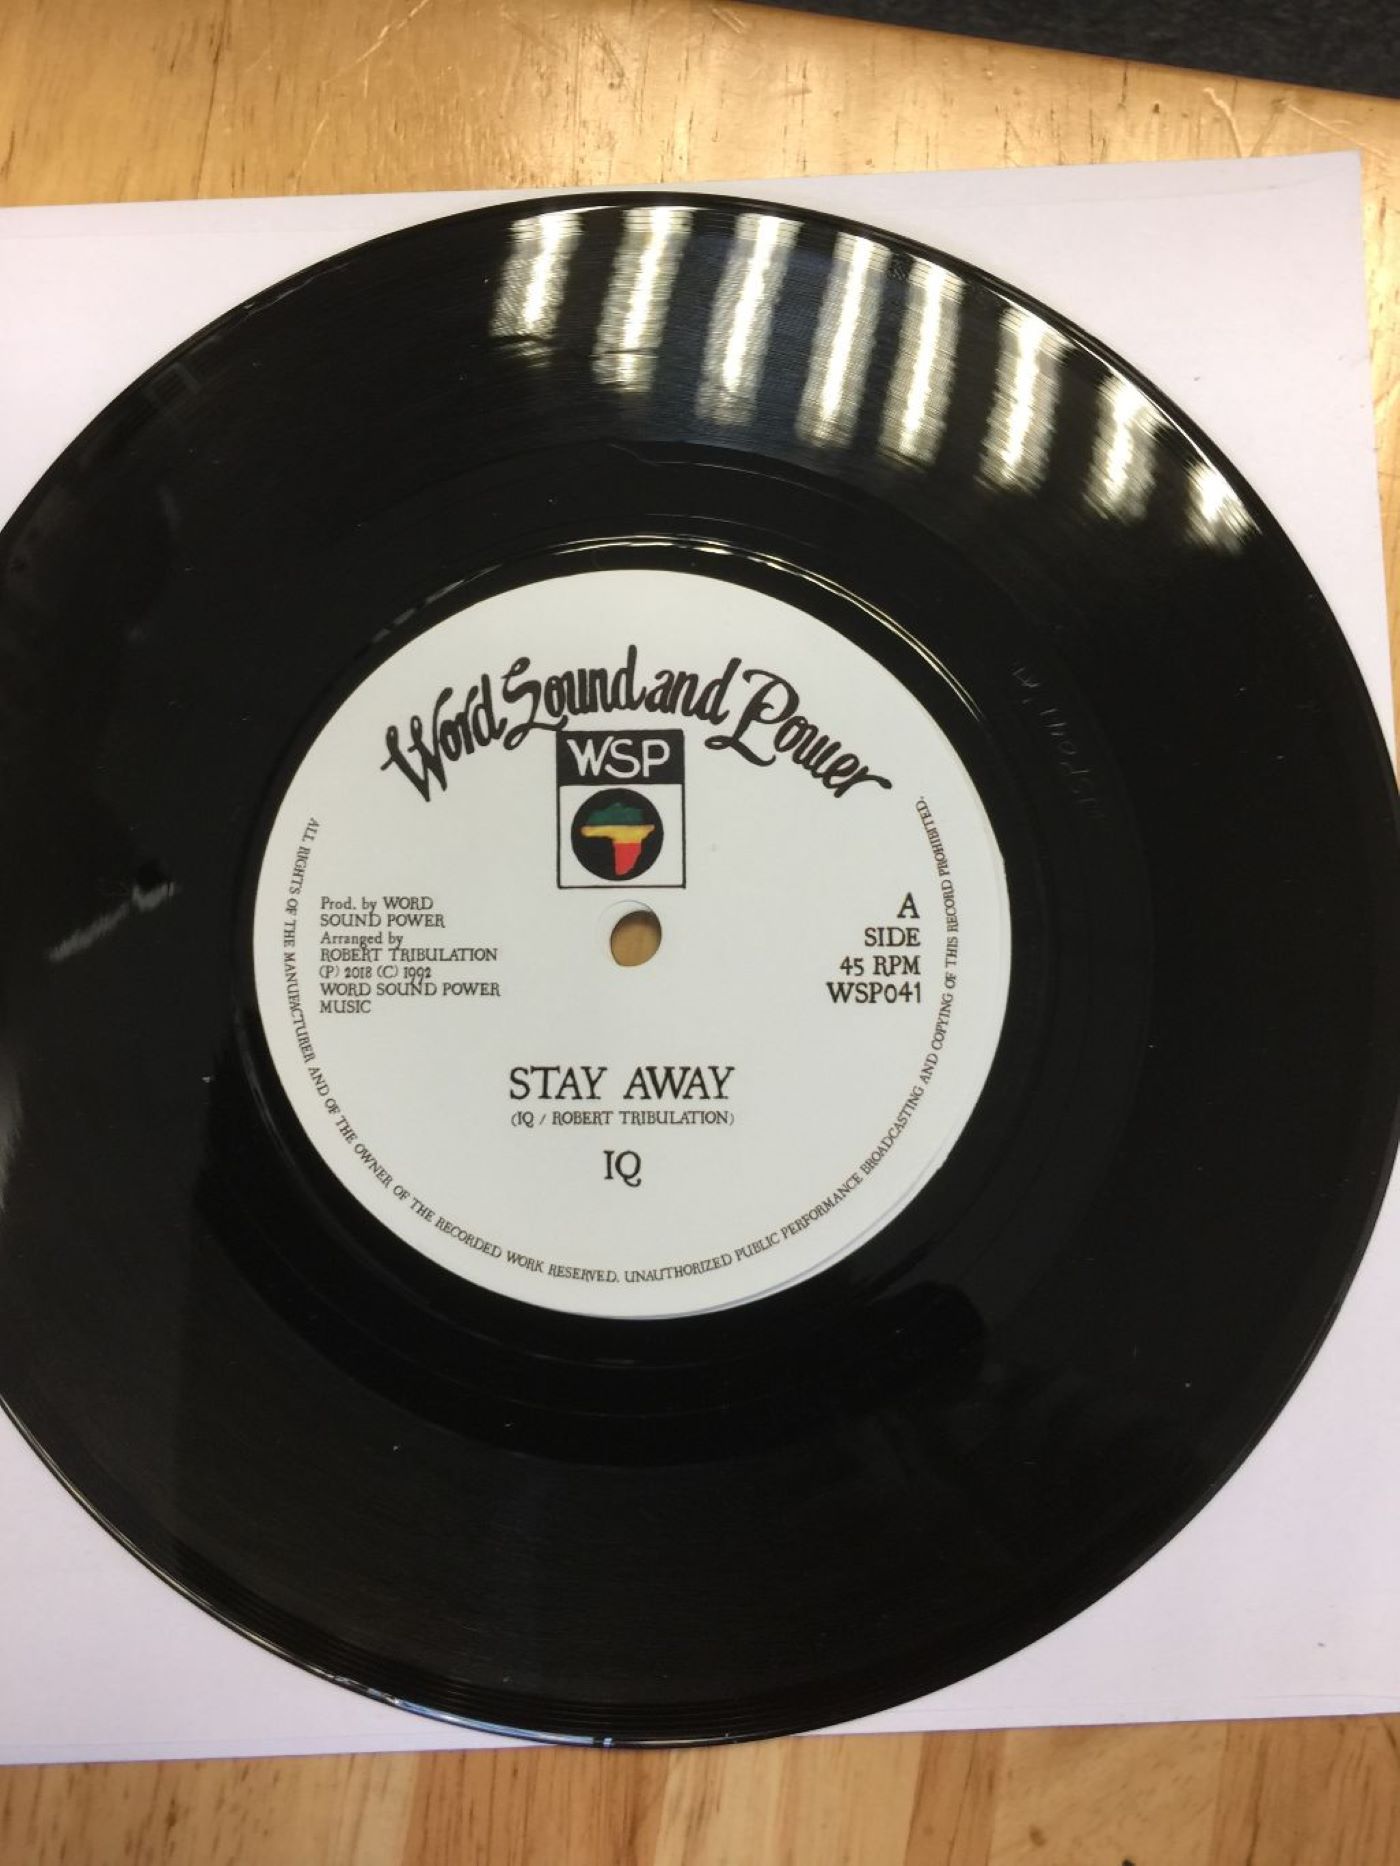 Word Sound and Power
WSP
Prod. by WORD
SOUND POWER
Arranged by
ROBERT TRIBULATION
(P) 2018 (C) 1992
WORD SOUND POWER
MUSIC
A
SIDE
45 RPM
WSP041
STAY AWAY
(IQ / ROBERT TRIBULATION)
IQ
ALL RIGHTS OF THE MANUFACTURER AND OF THE OWNER OF THE RECORDED WORK RESERVED. UNAUTHORIZED PUBLIC PERFORMANCE BROADCASTING AND COPYING OF THIS RECORD PROHIBITED.